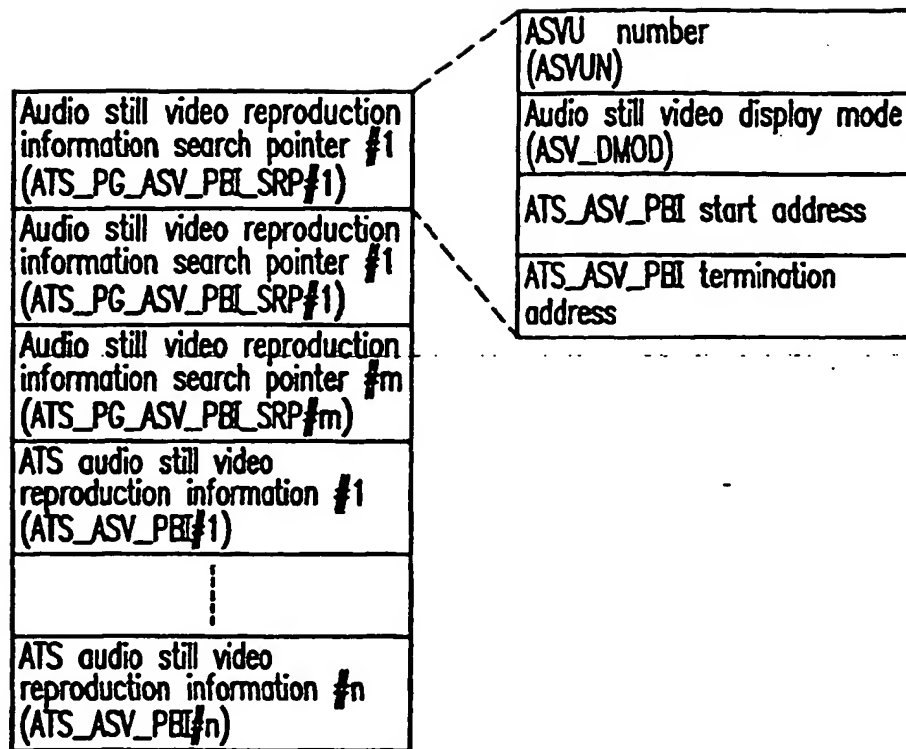 Audio still video reproduction
information search pointer #1
(ATS_PG_ASV_PBI_SRP#1)
Audio still video reproduction
information search pointer #1
(ATS_PG_ASV_PBI_SRP#1)
Audio still video reproduction
information search pointer #m
(ATS_PG_ASV_PBI_SRP#m)
ATS audio still video
reproduction information #1
(ATS_ASV_PBI#1)
ATS audio still video
reproduction information #n
(ATS_ASV_PBI#n)
ASVU number
(ASVUN)
Audio still video display mode
(ASV_DMOD)
ATS_ASV_PBI start address
ATS_ASV_PBI termination
address